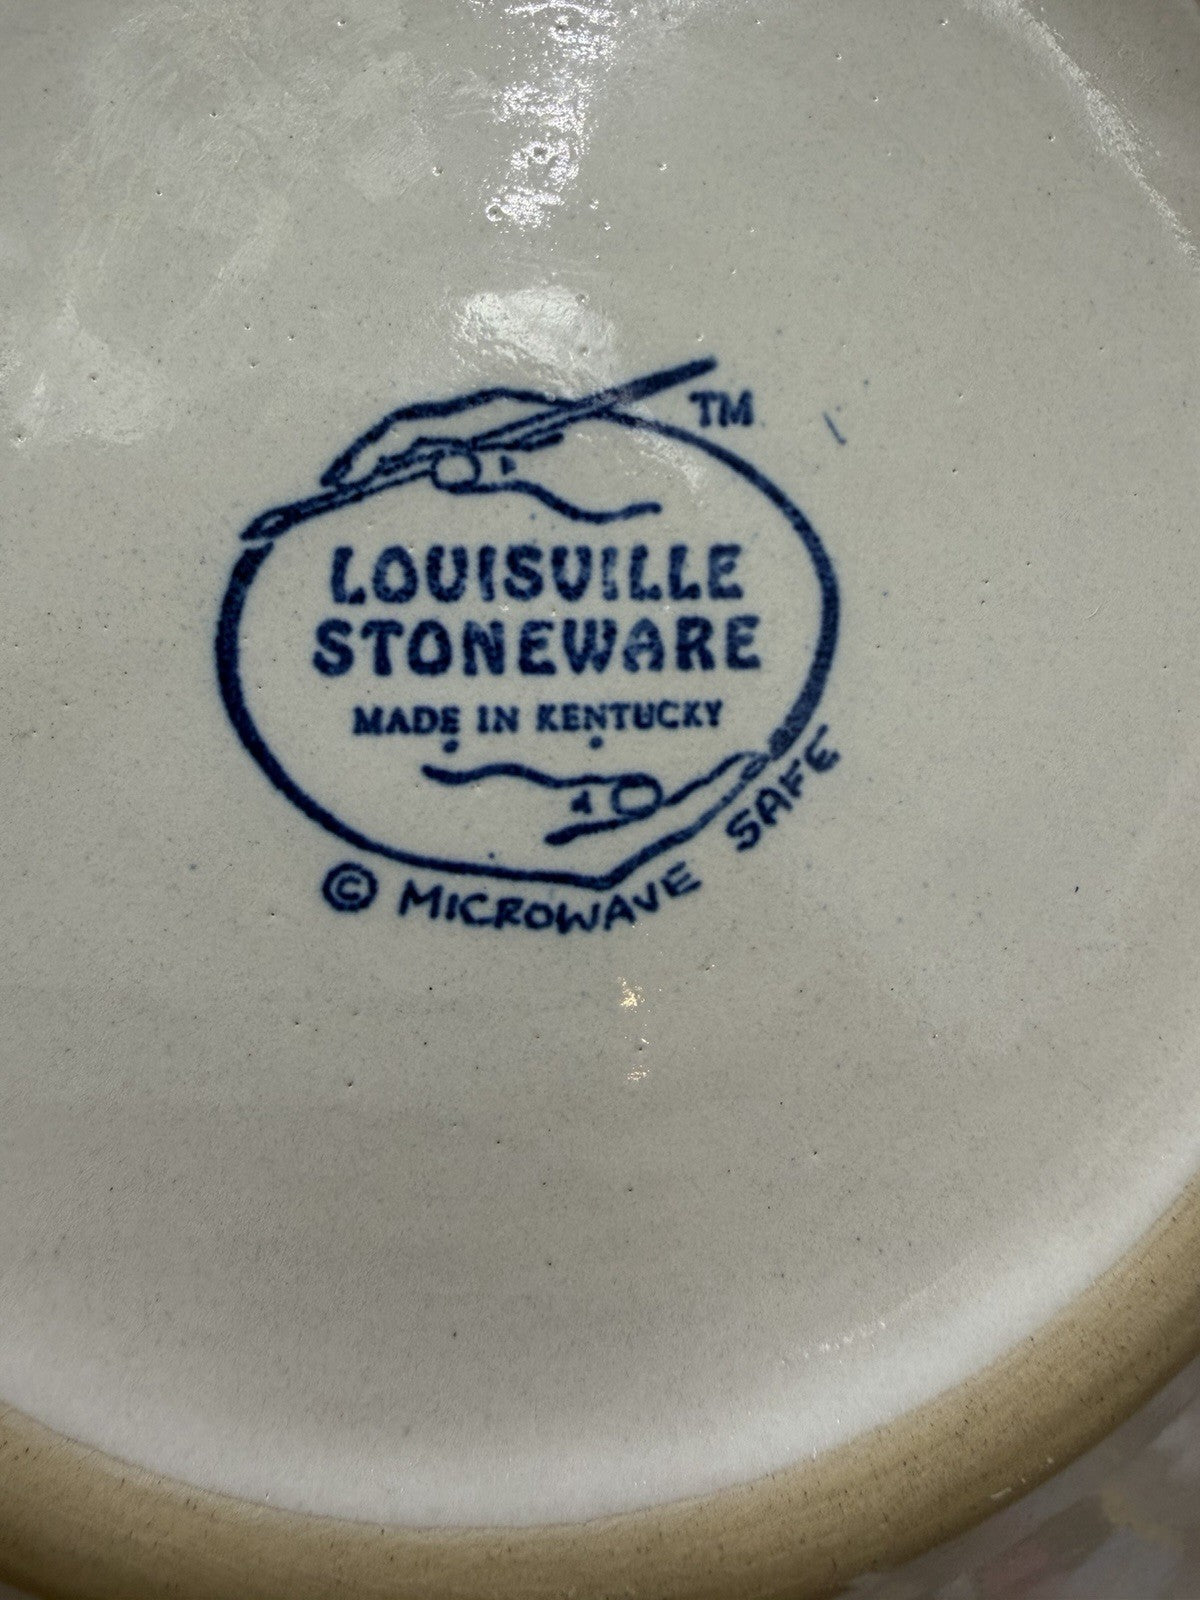 TM
LOUISVILLE
STONEWARE
MADE IN KENTUCKY
© MICROWAVE SAFE